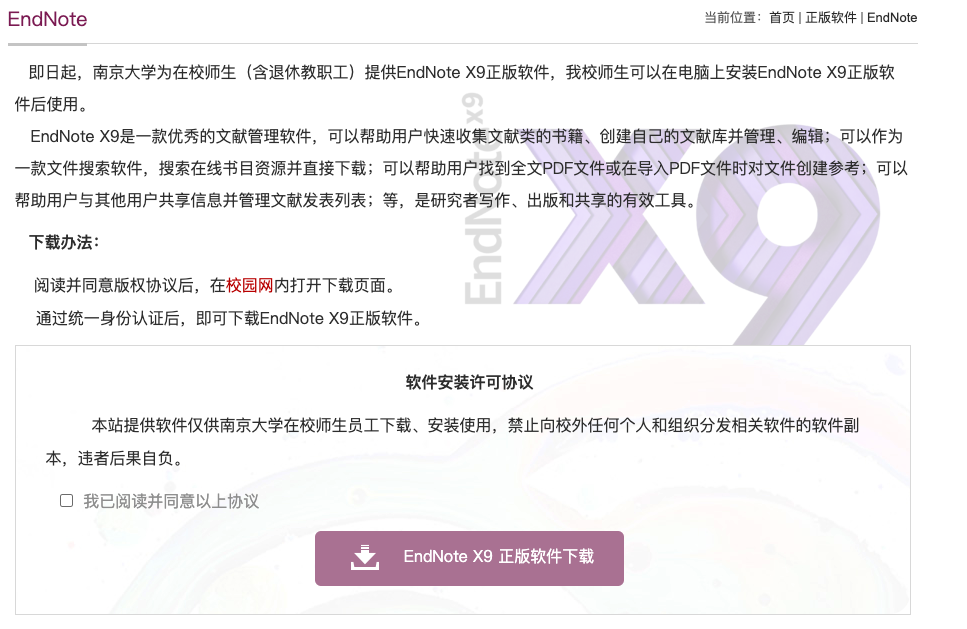 EndNote
当前位置：首页 | 正版软件 | EndNote
即日起，南京大学为在校师生（含退休教职工）提供EndNote X9正版软件，我校师生可以在电脑上安装EndNote X9正版软
件后使用。
EndNote X9是一款优秀的文献管理软件，可以帮助用户快速收集文献类的书籍、创建自己的文献库并管理、编辑；可以作为
一款文件搜索软件，搜索在线书目资源并直接下载；可以帮助用户找到全文PDF文件或在导入PDF文件时对文件创建参考；可以
帮助用户与其他用户共享信息并管理文献发表列表；等，是研究者写作、出版和共享的有效工具。
EndNote x9
X9
下载办法：
阅读并同意版权协议后，在校园网内打开下载页面。
通过统一身份认证后，即可下载EndNote X9正版软件。
软件安装许可协议
本站提供软件仅供南京大学在校师生员工下载、安装使用，禁止向校外任何个人和组织分发相关软件的软件副
本，违者后果自负。
我已阅读并同意以上协议
EndNote X9 正版软件下载